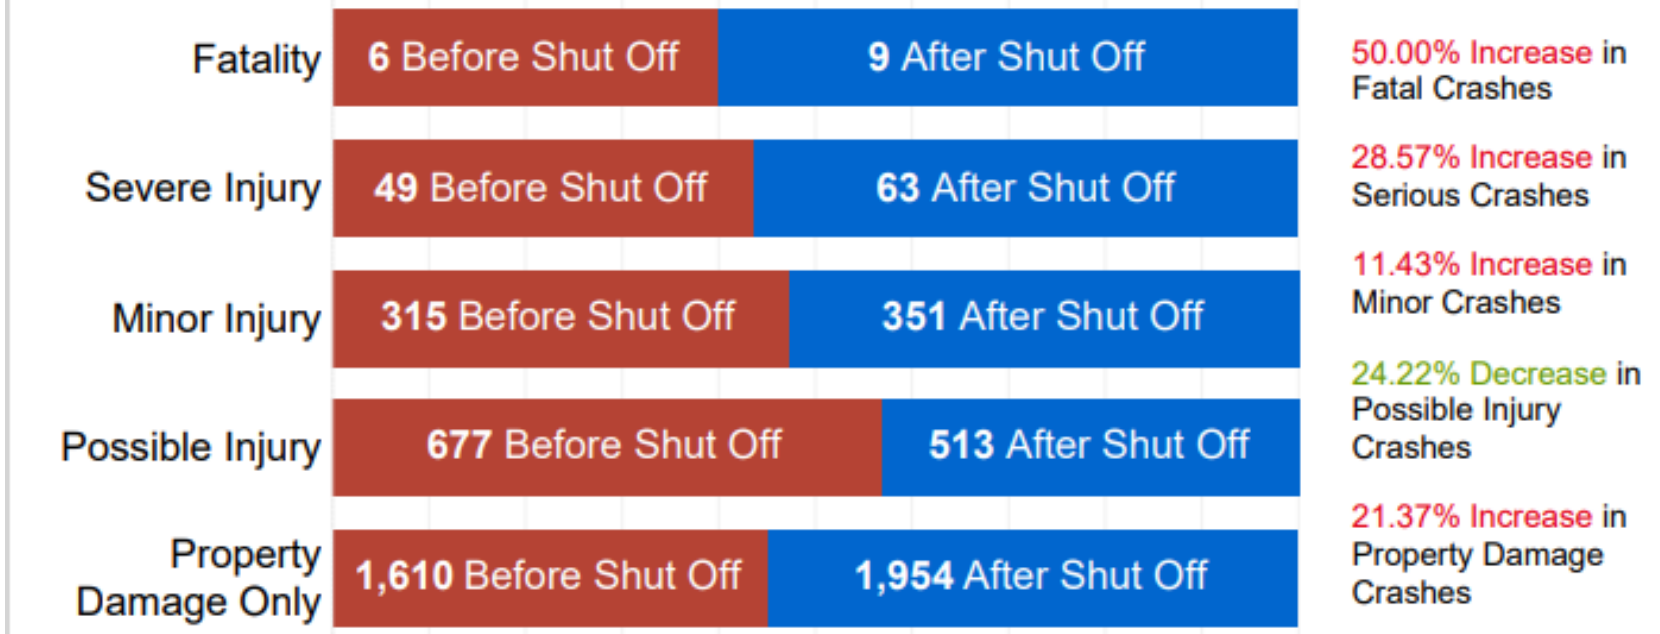 Fatality
6 Before Shut Off
9 After Shut Off
50.00% Increase in
Fatal Crashes
Severe Injury
49 Before Shut Off
63 After Shut Off
28.57% Increase in
Serious Crashes
Minor Injury
315 Before Shut Off
351 After Shut Off
11.43% Increase in
Minor Crashes
Possible Injury
677 Before Shut Off
513 After Shut Off
24.22% Decrease in
Possible Injury
Crashes
Property
Damage Only
1,610 Before Shut Off
1,954 After Shut Off
21.37% Increase in
Property Damage
Crashes